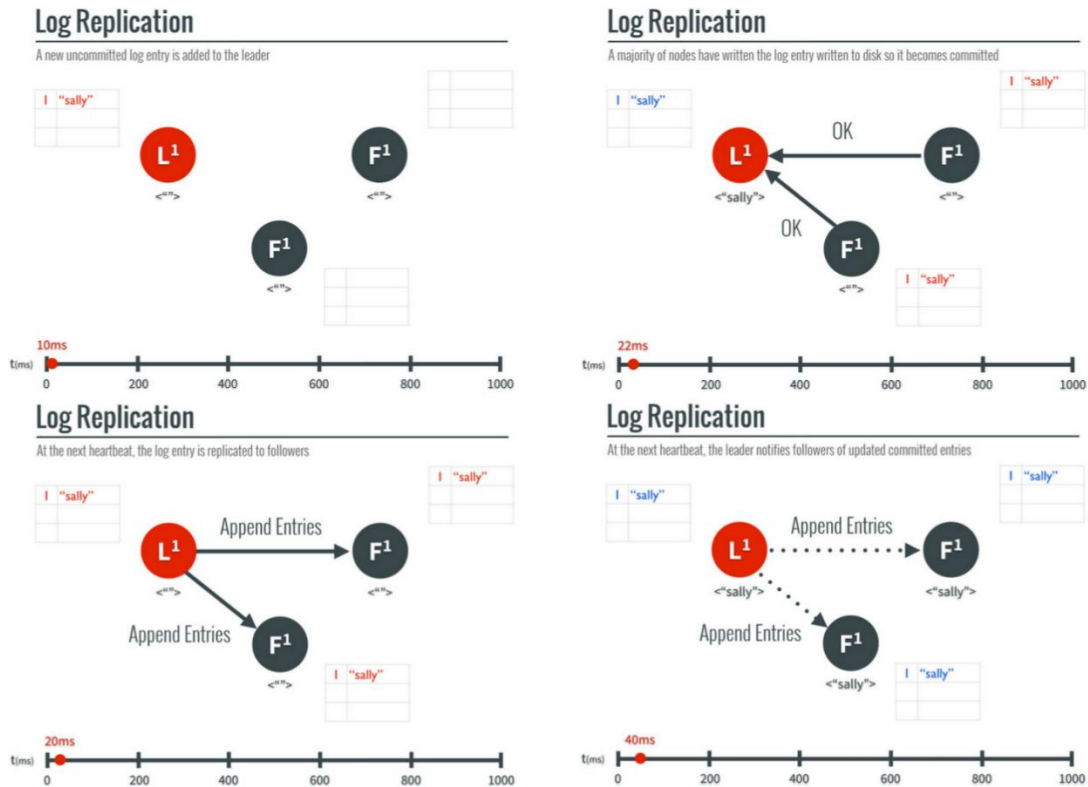 Log Replication
A new uncommitted log entry is added to the leader
1 "sally"
L¹
<"">
F¹
<"">
F¹
<"">
10ms
t(ms)
0 200 400 600 800 1000
Log Replication
A majority of nodes have written the log entry written to disk so it becomes committed
1 "sally"
1 "sally"
OK
L¹
<"sally">
F¹
<"">
OK
F¹
<"">
1 "sally"
22ms
t(ms)
0 200 400 600 800 1000
Log Replication
At the next heartbeat, the log entry is replicated to followers
1 "sally"
1 "sally"
Append Entries
L¹
<"">
F¹
<"">
Append Entries
F¹
<"">
1 "sally"
20ms
t(ms)
0 200 400 600 800 1000
Log Replication
At the next heartbeat, the leader notifies followers of updated committed entries
1 "sally"
1 "sally"
Append Entries
L¹
<"sally">
F¹
<"sally">
Append Entries
F¹
<"sally">
1 "sally"
40ms
t(ms)
0 200 400 600 800 1000